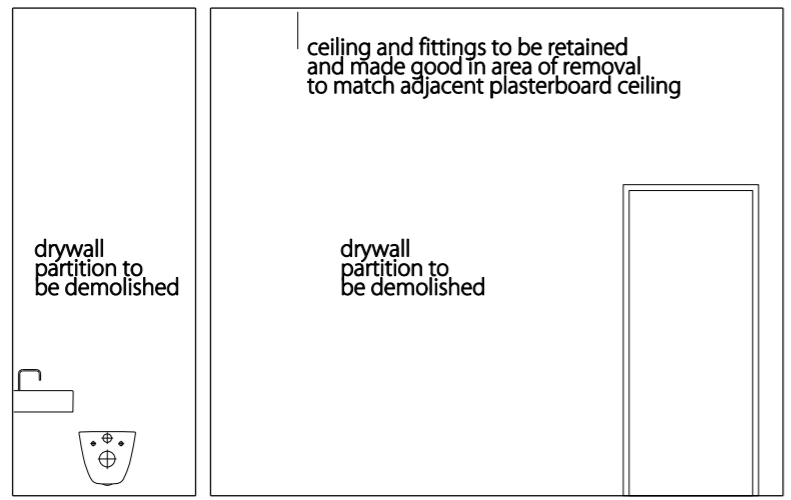 ceiling and fittings to be retained
and made good in area of removal
to match adjacent plasterboard ceiling
drywall
partition to
be demolished
drywall
partition to
be demolished